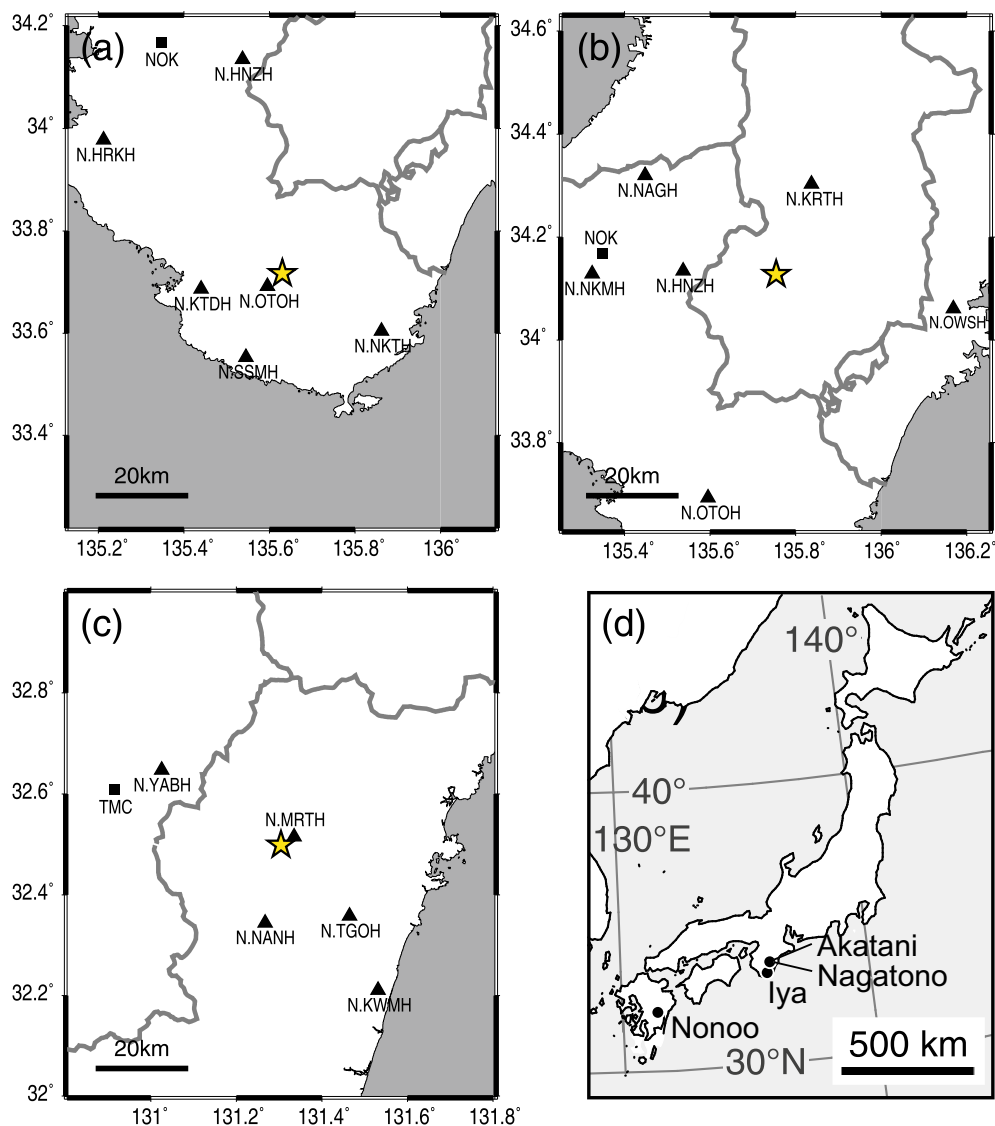 (a)
34.2°
34°
33.8°
33.6°
33.4°
NOK
N.HNZH
N.HRKH
N.KTDH
N.OTOH
N.NKTH
N.SSMH
20km
135.2°
135.4°
135.6°
135.8°
136°
(b)
34.6°
34.4°
34.2°
34°
33.8°
N.NAGH
N.KRTH
NOK
N.NKMH
N.HNZH
N.OWSH
20km
N.OTOH
135.4°
135.6°
135.8°
136°
136.2°
(c)
32.8°
32.6°
32.4°
32.2°
32°
N.YABH
TMC
N.MRTH
N.NANH
N.TGOH
N.KWMH
20km
131°
131.2°
131.4°
131.6°
131.8°
(d)
140°
40°
130°E
Akatani
Nagatono
Iya
Nonoo
500 km
30°N